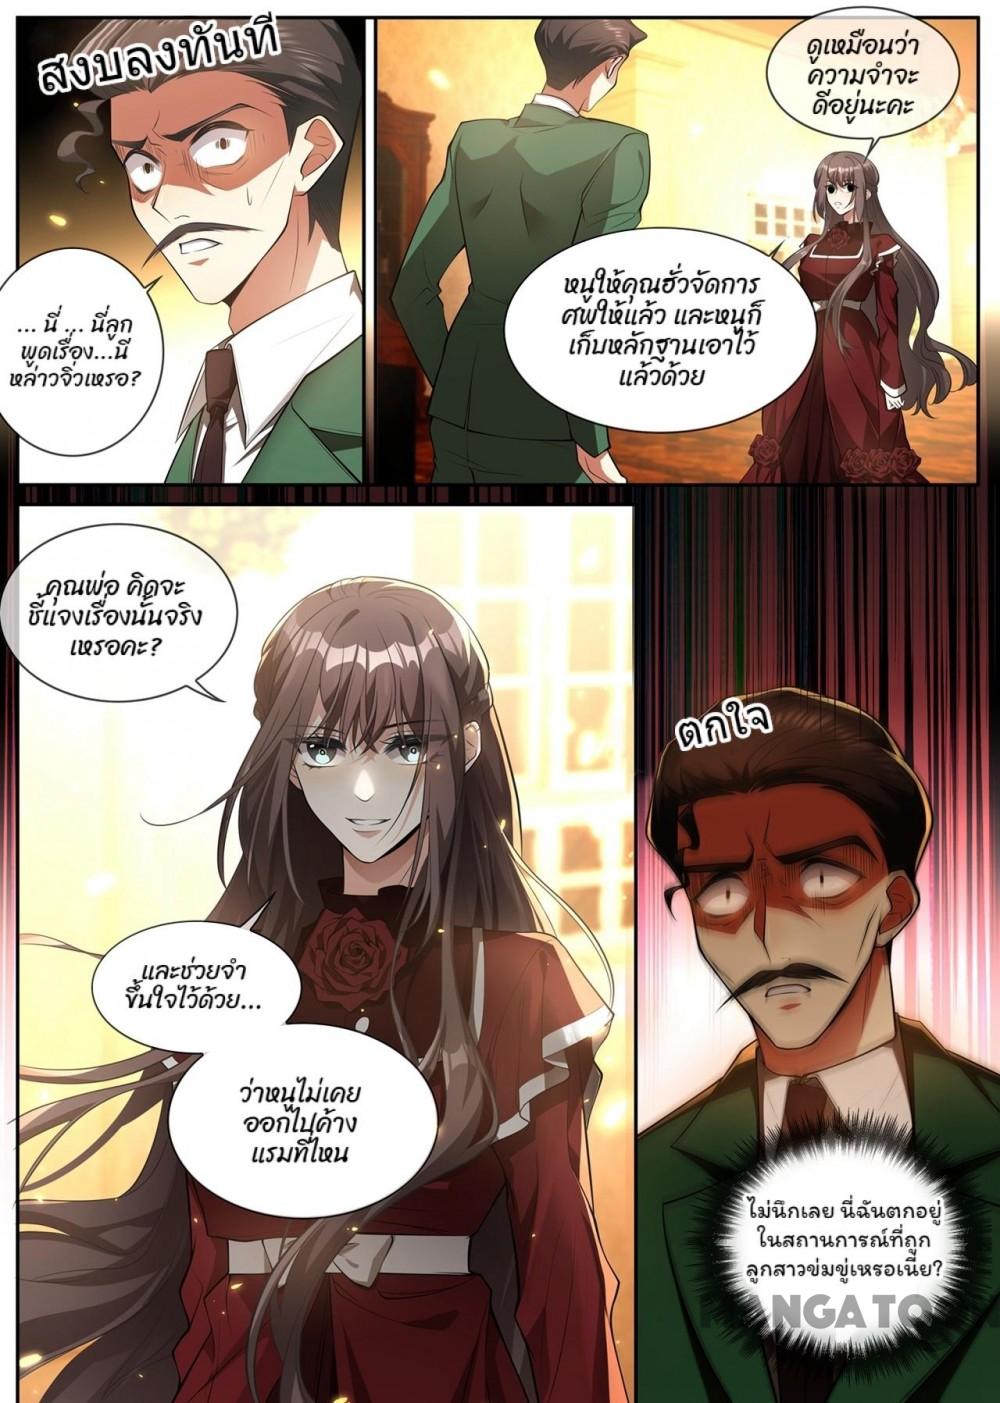 สงบลงทันที
... นี่ ... นี่ลูก
พูดเรื่อง...นี่
หล่าวจิ่วเหรอ?
ดูเหมือนว่า
ความจำจะ
ดีอยู่นะคะ
หนูให้คุณฮั่วจัดการ
ศพให้แล้ว และหนูก็
เก็บหลักฐานเอาไว้
แล้วด้วย
คุณพ่อ คิดจะ
ชี้แจงเรื่องนั้นจริง
เหรอคะ?
ตกใจ
และช่วยจำ
ขึ้นใจไว้ด้วย...
ว่าหนูไม่เคย
ออกไปค้าง
แรมที่ไหน
ไม่นึกเลย นี่ฉันตกอยู่
ในสถานการณ์ที่ถูก
ลูกสาวข่มขู่เหรอเนี่ย?
MANGATOON